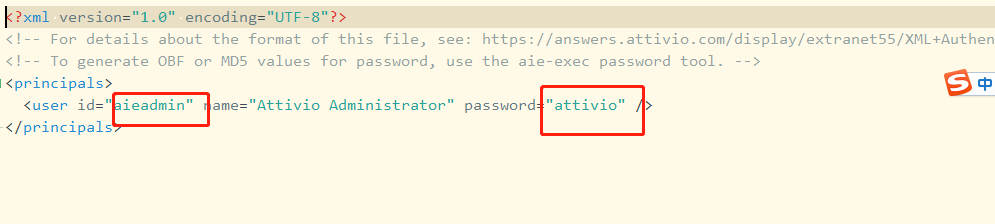 <?xml version="1.0" encoding="UTF-8"?>
<!-- For details about the format of this file, see: https://answers.attivio.com/display/extranet55/XML+Authen
<!-- To generate OBF or MD5 values for password, use the aie-exec password tool. -->
<principals>
<user id="aieadmin" name="Attivio Administrator" password="attivio" />
</principals>
中